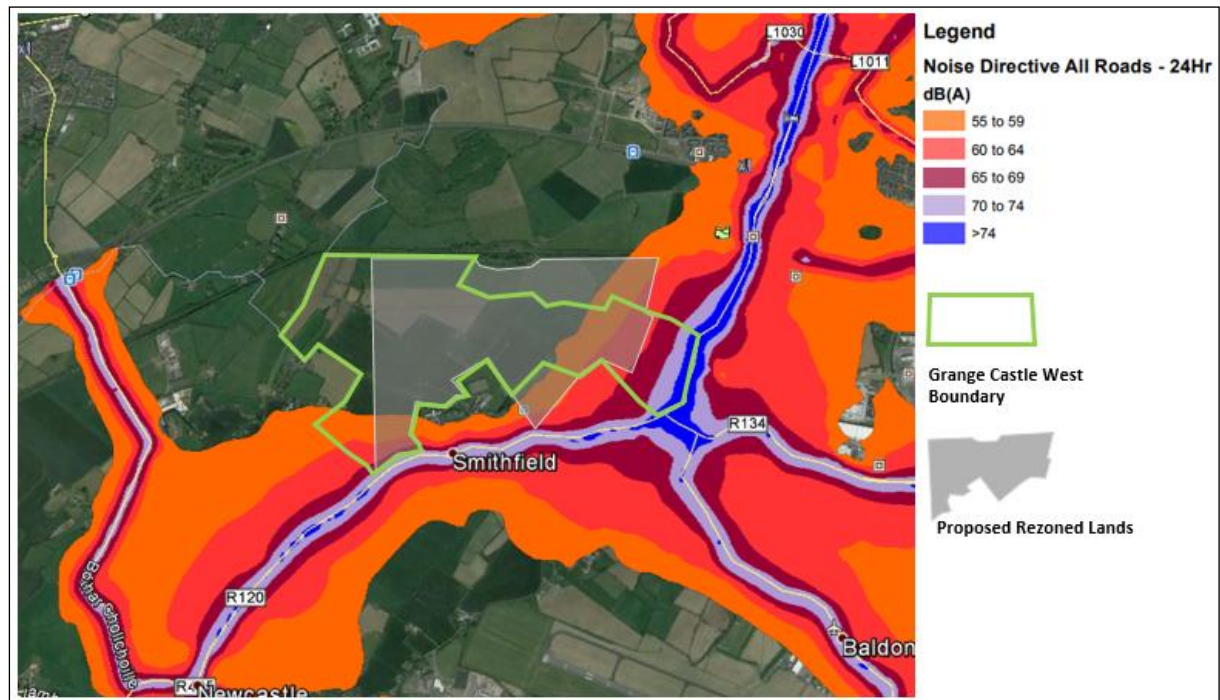 L1030
L1011
R134
Smithfield
R120
Newcastle
Baldon
Legend
Noise Directive All Roads - 24Hr
dB(A)
55 to 59
60 to 64
65 to 69
70 to 74
>74
Grange Castle West
Boundary
Proposed Rezoned Lands